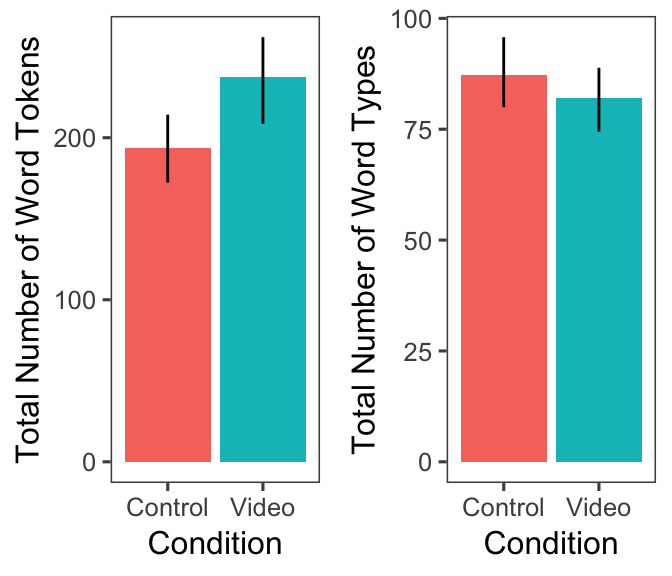 Total Number of Word Tokens
200
100
0
Control Video
Condition
Total Number of Word Types
100
75
50
25
0
Control Video
Condition